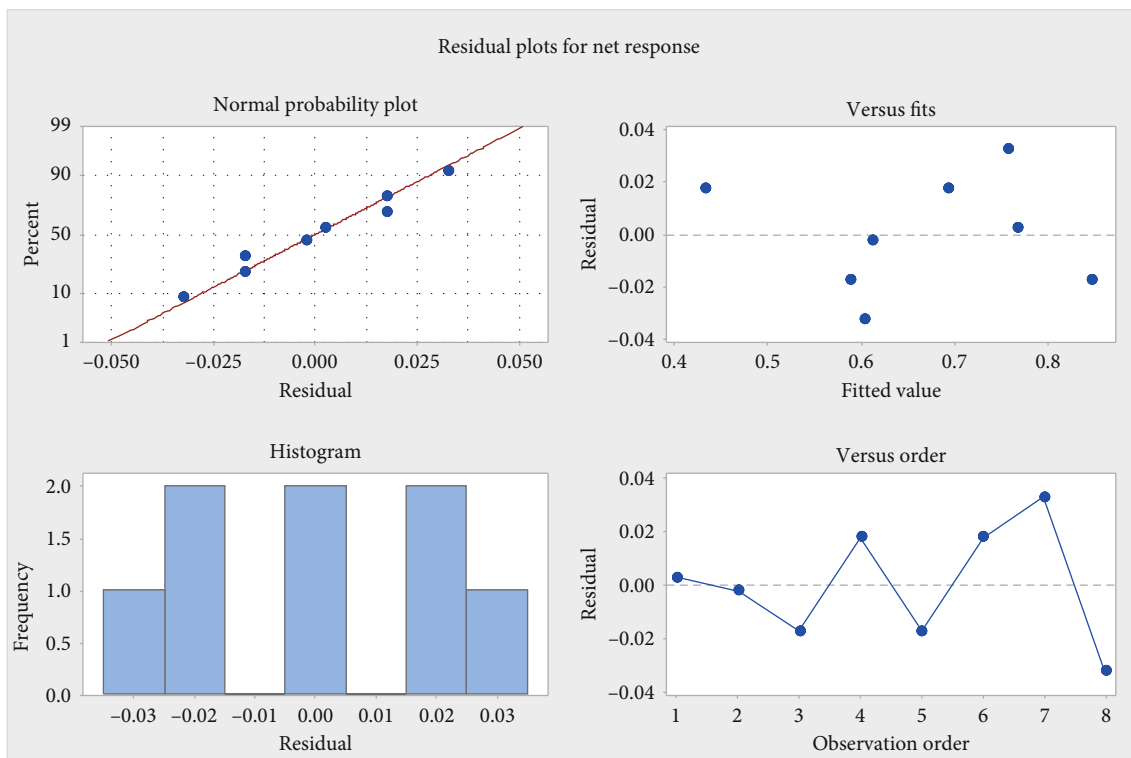 Residual plots for net response
Normal probability plot
99
90
50
10
1
Percent
−0.050 −0.025 0.000 0.025 0.050
Residual
Versus fits
0.04
0.02
0.00
−0.02
−0.04
Residual
0.4 0.5 0.6 0.7 0.8
Fitted value
Histogram
2.0
1.5
1.0
0.5
0.0
Frequency
−0.03 −0.02 −0.01 0.00 0.01 0.02 0.03
Residual
Versus order
0.04
0.02
0.00
−0.02
−0.04
Residual
1 2 3 4 5 6 7 8
Observation order